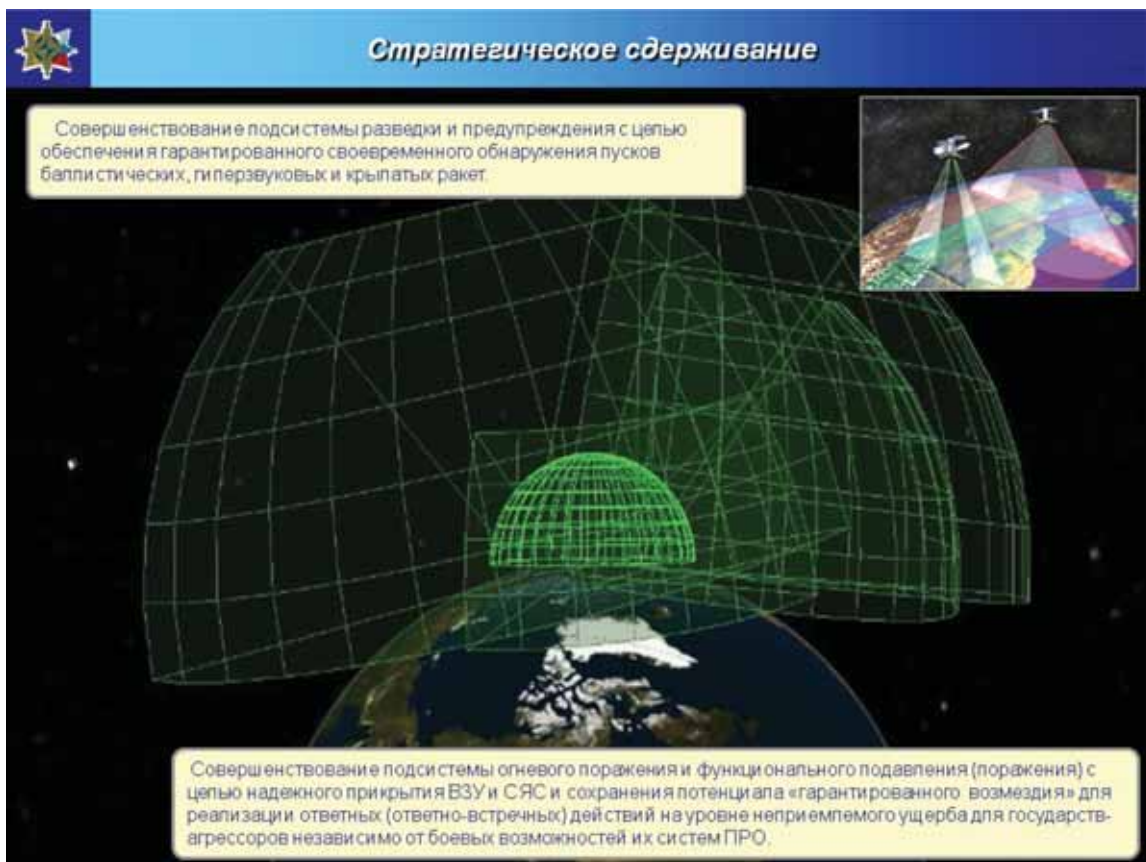 Стратегическое сдерживание
Совершенствование подсистемы разведки и предупреждения с целью
обеспечения гарантированного своевременного обнаружения пусков
баллистических, гиперзвуковых и крылатых ракет.
Совершенствование подсистемы огневого поражения и функционального подавления (поражения) с
целью надежного прикрытия ВЗУ и СЯС и сохранения потенциала «гарантированного возмездия» для
реализации ответных (ответно-встречных) действий на уровне неприемлемого ущерба для государств-
агрессоров независимо от боевых возможностей их систем ПРО.